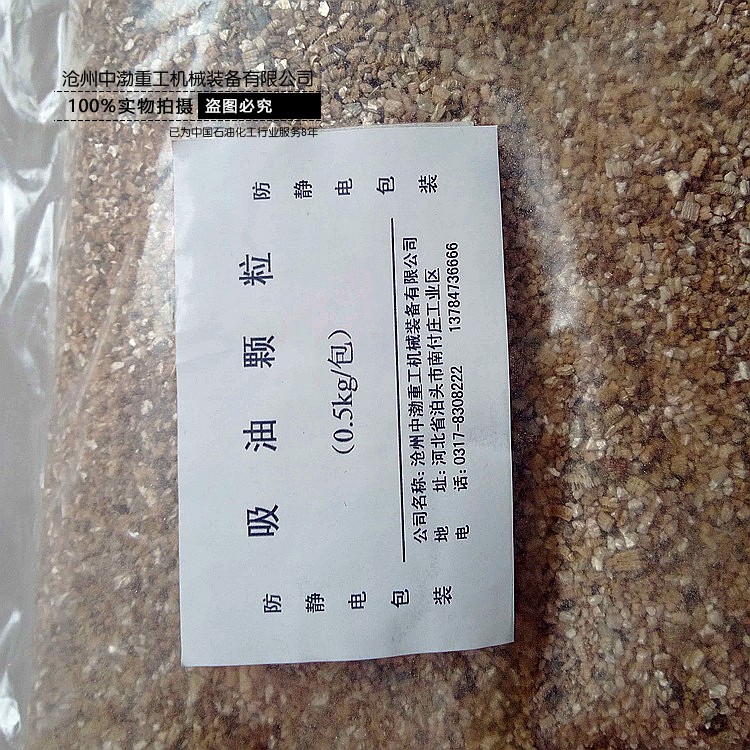 沧州中渤重工机械装备有限公司
100%实物拍摄 盗图必究
已为中国石油化工行业服务8年
防静电包装
吸油颗粒
(0.5kg/包)
公司名称：沧州中渤重工机械装备有限公司
地 址：河北省泊头市南付庄工业区
电 话：0317-8308222 13784736666
防静电包装